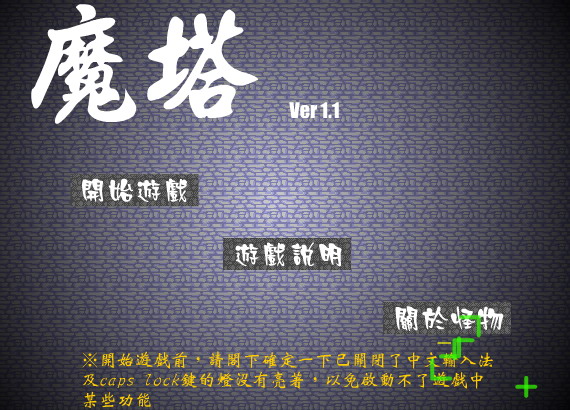 魔塔
Ver 1.1
開始遊戲
遊戲說明
關於怪物
※開始遊戲前，請閣下確定一下已關閉了中文輸入法
及caps lock鍵的燈沒有亮著，以免啟動不了遊戲中
某些功能